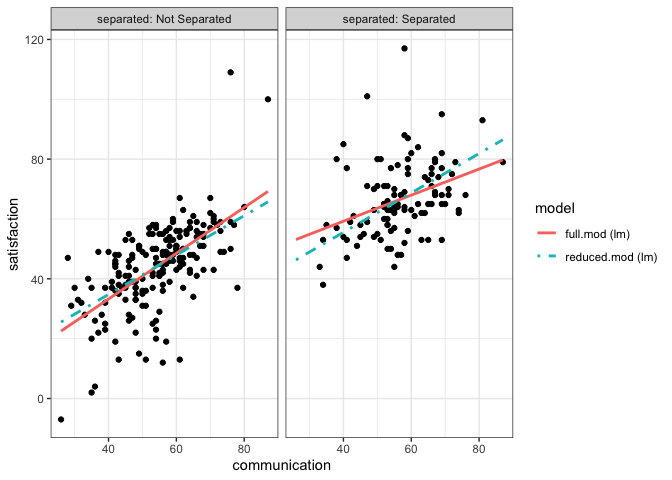 separated: Not Separated
separated: Separated
120
80
40
0
satisfaction
40
60
80
40
60
80
communication
model
full.mod (lm)
reduced.mod (lm)